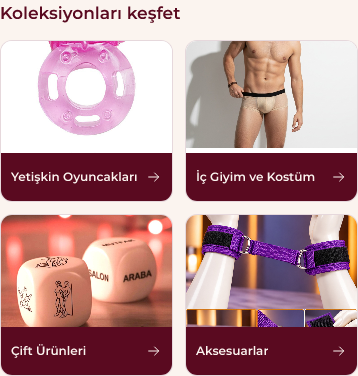 Koleksiyonları keşfet
Yetişkin Oyuncakları
İç Giyim ve Kostüm
SALON
ARABA
Çift Ürünleri
Aksesuarlar